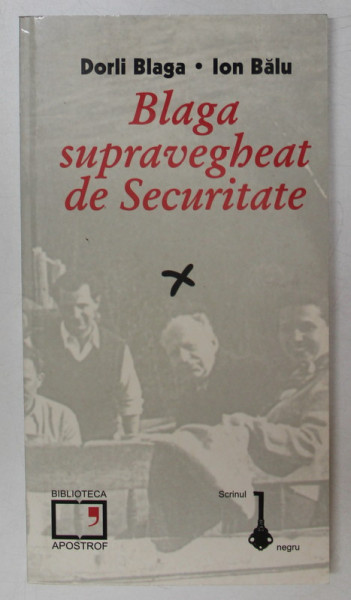 Dorli Blaga • Ion Bălu
Blaga
supravegheat
de Securitate
BIBLIOTECA
APOSTROF
Scrinul
negru